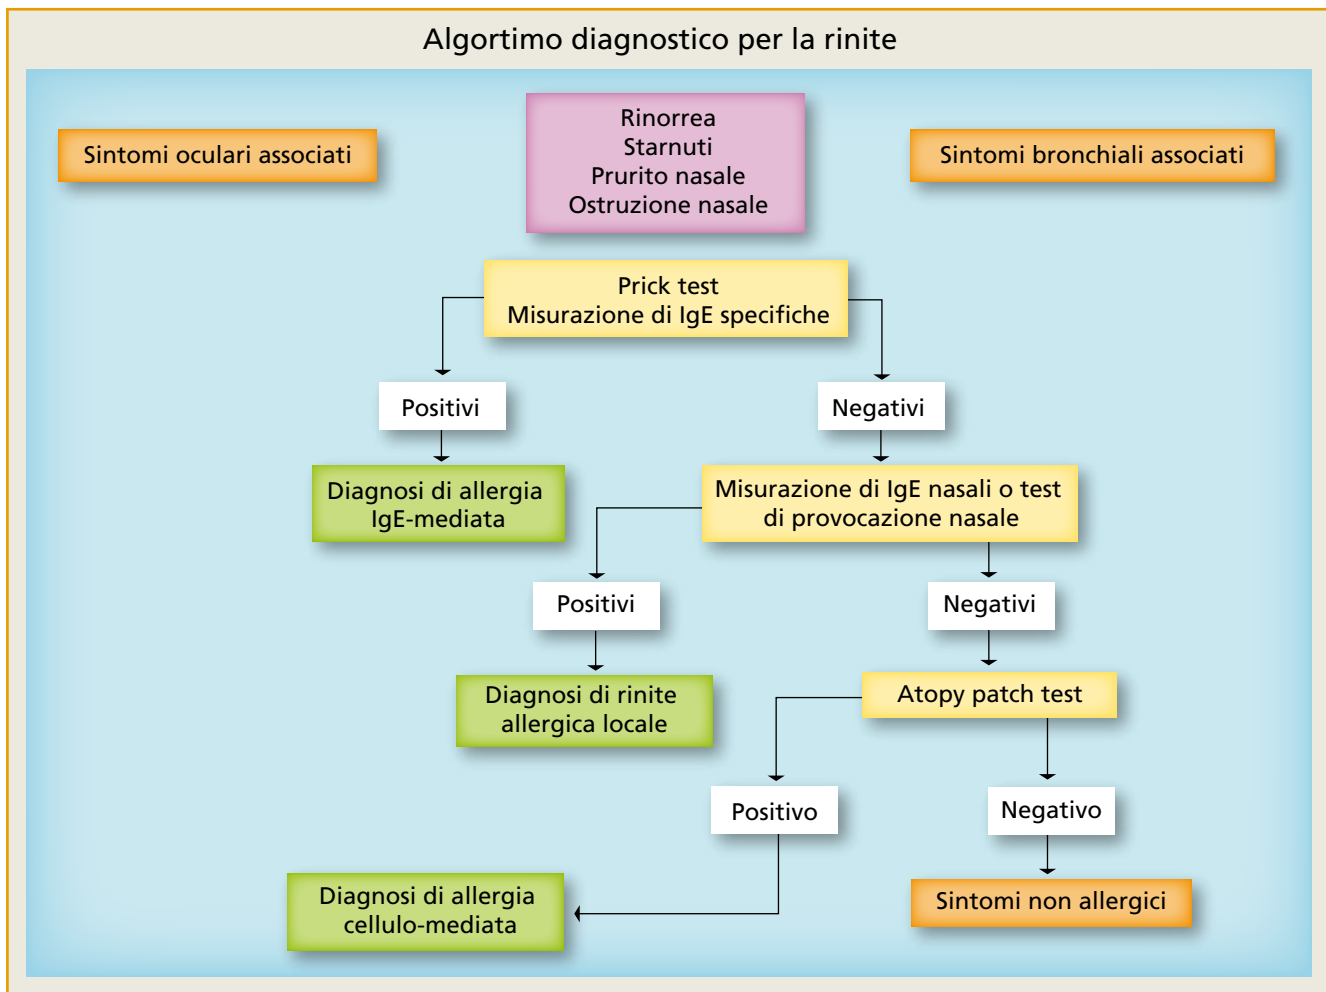 Algortimo diagnostico per la rinite
Rinorrea
Starnuti
Prurito nasale
Ostruzione nasale
Sintomi oculari associati
Sintomi bronchiali associati
Prick test
Misurazione di IgE specifiche
Positivi
Negativi
Diagnosi di allergia
IgE-mediata
Misurazione di IgE nasali o test
di provocazione nasale
Positivi
Negativi
Diagnosi di rinite
allergica locale
Atopy patch test
Positivo
Negativo
Diagnosi di allergia
cellulo-mediata
Sintomi non allergici